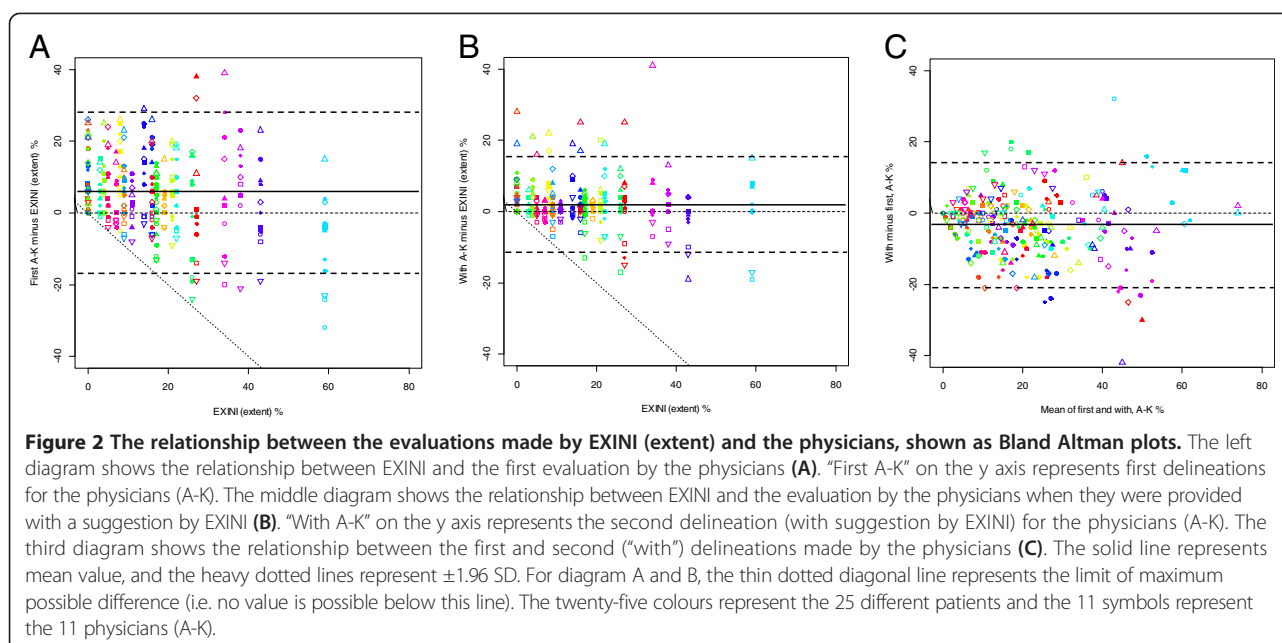 A
B
C
First A-K minus EXINI (extent) %
40
20
0
-20
-40
0 20 40 60 80
EXINI (extent) %
With A-K minus EXINI (extent) %
40
20
0
-20
-40
0 20 40 60 80
EXINI (extent) %
With minus first, A-K %
40
20
0
-20
-40
0 20 40 60 80
Mean of first and with, A-K %
Figure 2 The relationship between the evaluations made by EXINI (extent) and the physicians, shown as Bland Altman plots. The left
diagram shows the relationship between EXINI and the first evaluation by the physicians (A). “First A-K” on the y axis represents first delineations
for the physicians (A-K). The middle diagram shows the relationship between EXINI and the evaluation by the physicians when they were provided
with a suggestion by EXINI (B). “With A-K” on the y axis represents the second delineation (with suggestion by EXINI) for the physicians (A-K). The
third diagram shows the relationship between the first and second (“with”) delineations made by the physicians (C). The solid line represents
mean value, and the heavy dotted lines represent ±1.96 SD. For diagram A and B, the thin dotted diagonal line represents the limit of maximum
possible difference (i.e. no value is possible below this line). The twenty-five colours represent the 25 different patients and the 11 symbols represent
the 11 physicians (A-K).